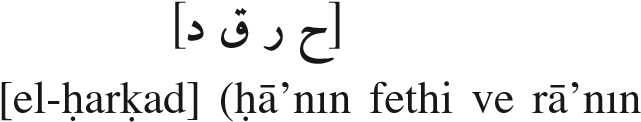 [ح ر ق د]
[el-ḥarḳad] (ḥā’nın fethi ve rā’nın